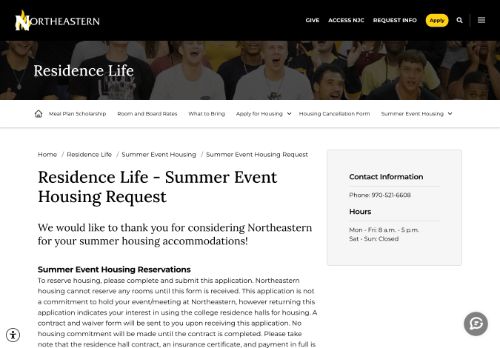 NORTHEASTERN
GIVE ACCESS NJC REQUEST INFO Apply
Residence Life
Meal Plan Scholarship Room and Board Rates What to Bring Apply for Housing Housing Cancellation Form Summer Event Housing
Home / Residence Life / Summer Event Housing / Summer Event Housing Request
Residence Life - Summer Event
Housing Request
We would like to thank you for considering Northeastern
for your summer housing accommodations!
Summer Event Housing Reservations
To reserve housing, please complete and submit this application. Northeastern
housing cannot reserve any rooms until this form is received. This application is not
a commitment to hold your event/meeting at Northeastern, however returning this
application indicates your interest in using the college residence halls for housing. A
contract and waiver form will be sent to you upon receiving this application. No
housing commitment will be made until the contract is completed. Please take
note that the residence hall contract, an insurance certificate, and payment in full is
Contact Information
Phone: 970-521-6608
Hours
Mon - Fri: 8 a.m. - 5 p.m.
Sat - Sun: Closed